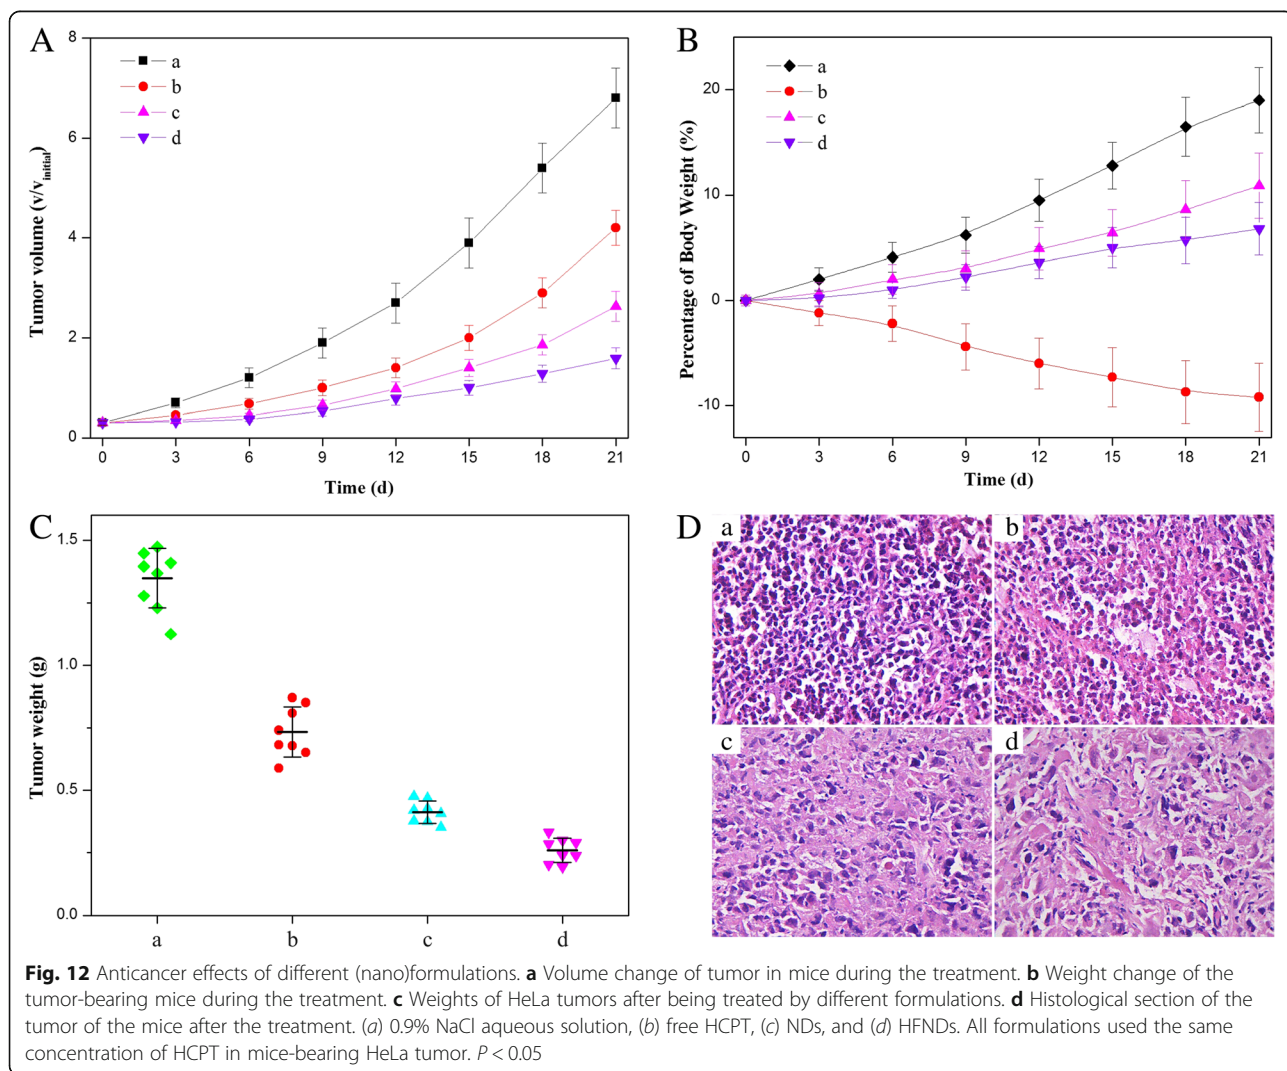 A
a
b
c
d
8
6
4
2
0
Tumor volume (v/v initial)
0 3 6 9 12 15 18 21
Time (d)
B
a
b
c
d
20
10
0
-10
Percentage of Body Weight (%)
0 3 6 9 12 15 18 21
Time (d)
C
1.5
1.0
0.5
0.0
Tumor weight (g)
a b c d
D
a b
c d
Fig. 12 Anticancer effects of different (nano)formulations. a Volume change of tumor in mice during the treatment. b Weight change of the
tumor-bearing mice during the treatment. c Weights of HeLa tumors after being treated by different formulations. d Histological section of the
tumor of the mice after the treatment. (a) 0.9% NaCl aqueous solution, (b) free HCPT, (c) NDs, and (d) HFNDs. All formulations used the same
concentration of HCPT in mice-bearing HeLa tumor. P < 0.05